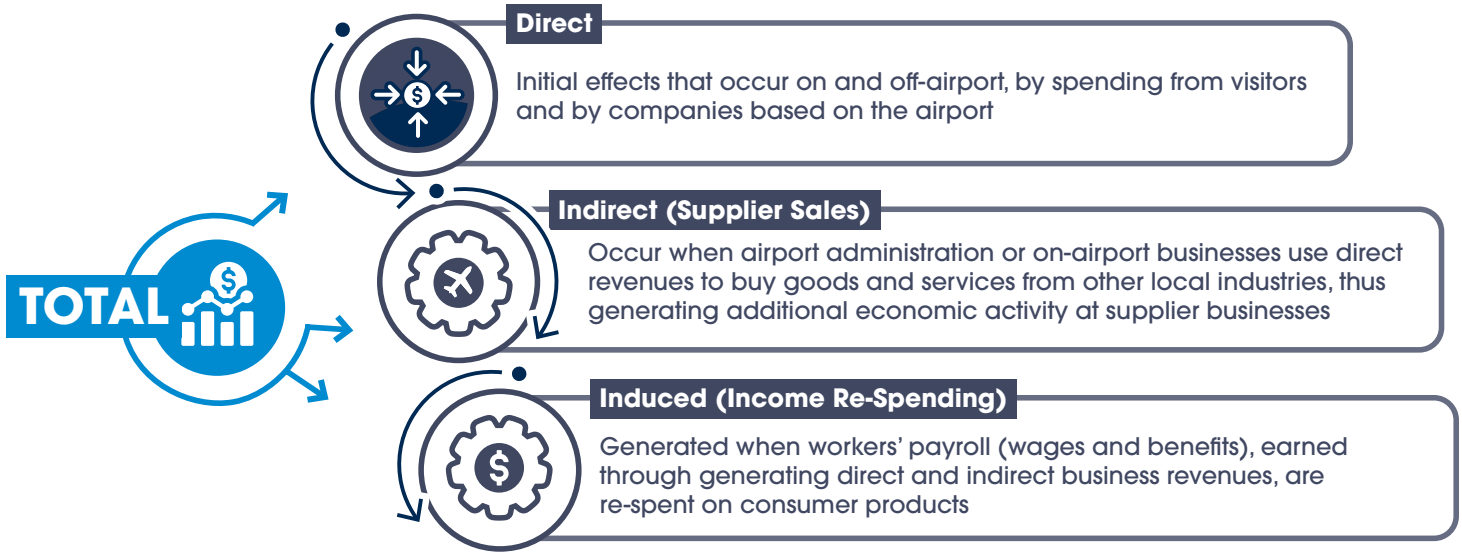 Direct
Initial effects that occur on and off-airport, by spending from visitors
and by companies based on the airport
TOTAL
Indirect (Supplier Sales)
Occur when airport administration or on-airport businesses use direct
revenues to buy goods and services from other local industries, thus
generating additional economic activity at supplier businesses
Induced (Income Re-Spending)
Generated when workers’ payroll (wages and benefits), earned
through generating direct and indirect business revenues, are
re-spent on consumer products
$
$
$